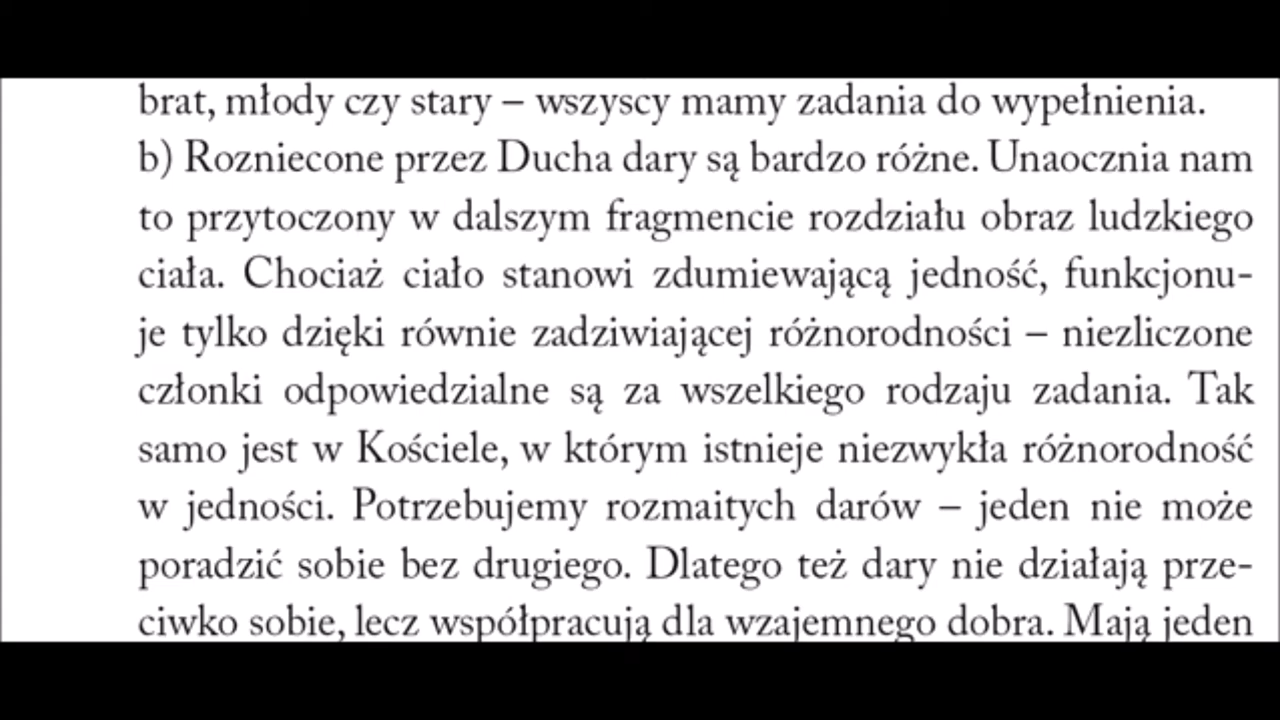 brat, młody czy stary – wszyscy mamy zadania do wypełnienia.
b) Rozniecone przez Ducha dary są bardzo różne. Unaocznia nam
to przytoczony w dalszym fragmencie rozdziału obraz ludzkiego
ciała. Chociaż ciało stanowi zdumiewającą jedność, funkcjonu-
je tylko dzięki równie zadziwiającej różnorodności – niezliczone
członki odpowiedzialne są za wszelkiego rodzaju zadania. Tak
samo jest w Kościele, w którym istnieje niezwykła różnorodność
w jedności. Potrzebujemy rozmaitych darów – jeden nie może
poradzić sobie bez drugiego. Dlatego też dary nie działają prze-
ciwko sobie, lecz współpracują dla wzajemnego dobra. Mają jeden